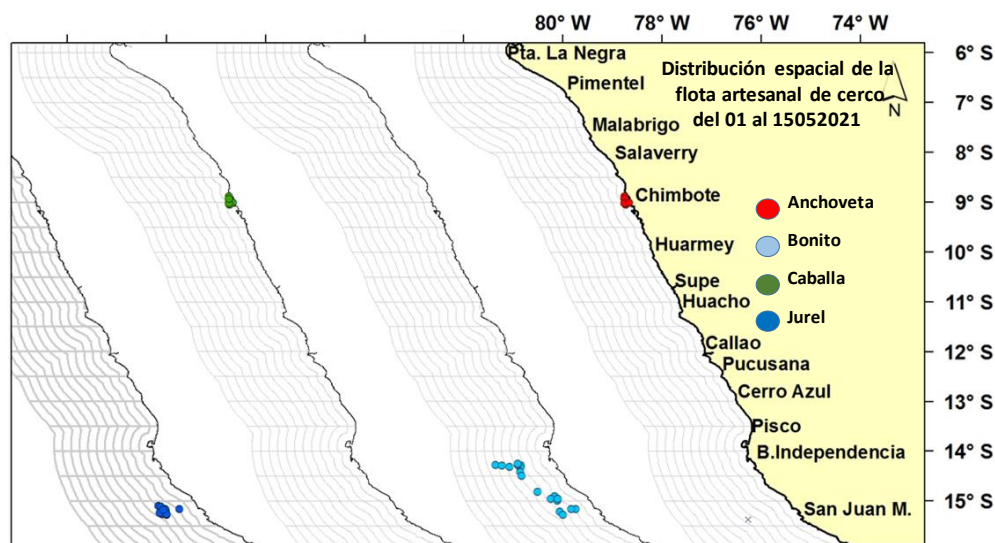 80° W 78° W 76° W 74° W
6° S
7° S
8° S
9° S
10° S
11° S
12° S
13° S
14° S
15° S
Distribución espacial de la
flota artesanal de cerco
del 01 al 15052021
N
Pta. La Negra
Pimentel
Malabrigo
Salaverry
Chimbote
Huarmey
Supe
Huacho
Callao
Pucusana
Cerro Azul
Pisco
B.Independencia
San Juan M.
Anchoveta
Bonito
Caballa
Jurel